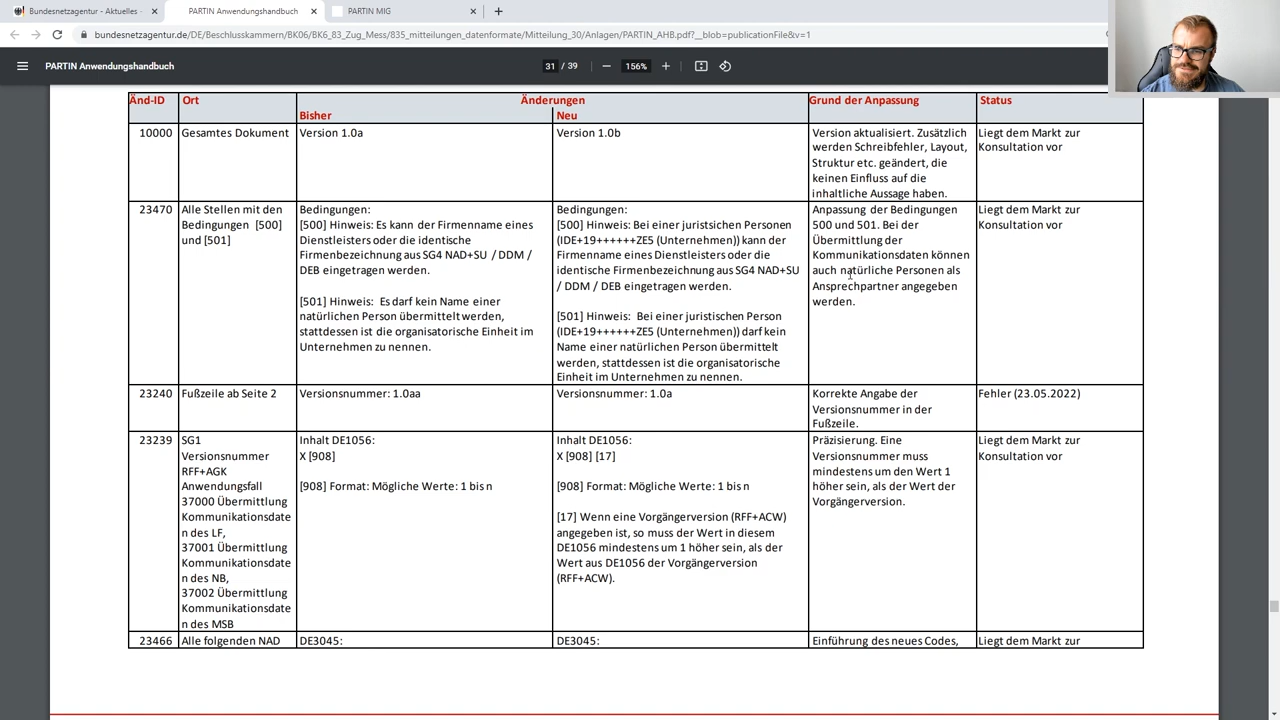 Bundesnetzagentur - Aktuelles -
PARTIN Anwendungshandbuch
PARTIN MIG
bundesnetzagentur.de/DE/Beschlusskammern/BK06/BK6_83_Zug_Mess/835_mitteilungen_datenformate/Mitteilung_30/Anlagen/PARTIN_AHB.pdf?__blob=publicationFile&v=1
PARTIN Anwendungshandbuch
31 / 39
156%
Änd-ID
Ort
Änderungen
Bisher
Neu
Grund der Anpassung
Status
10000
Gesamtes Dokument
Version 1.0a
Version 1.0b
Version aktualisiert. Zusätzlich
werden Schreibfehler, Layout,
Struktur etc. geändert, die
keinen Einfluss auf die
inhaltliche Aussage haben.
Liegt dem Markt zur
Konsultation vor
23470
Alle Stellen mit den
Bedingungen [500]
und [501]
Bedingungen:
[500] Hinweis: Es kann der Firmenname eines
Dienstleisters oder die identische
Firmenbezeichnung aus SG4 NAD+SU / DDM /
DEB eingetragen werden.
[501] Hinweis: Es darf kein Name einer
natürlichen Person übermittelt werden,
stattdessen ist die organisatorische Einheit im
Unternehmen zu nennen.
Bedingungen:
[500] Hinweis: Bei einer juristsichen Personen
(IDE+19++++++ZE5 (Unternehmen)) kann der
Firmenname eines Dienstleisters oder die
identische Firmenbezeichnung aus SG4 NAD+SU
/ DDM / DEB eingetragen werden.
[501] Hinweis: Bei einer juristischen Person
(IDE+19++++++ZE5 (Unternehmen)) darf kein
Name einer natürlichen Person übermittelt
werden, stattdessen ist die organisatorische
Einheit im Unternehmen zu nennen.
Anpassung der Bedingungen
500 und 501. Bei der
Übermittlung der
Kommunikationsdaten können
auch natürliche Personen als
Ansprechpartner angegeben
werden.
Liegt dem Markt zur
Konsultation vor
23240
Fußzeile ab Seite 2
Versionsnummer: 1.0aa
Versionsnummer: 1.0a
Korrekte Angabe der
Versionsnummer in der
Fußzeile.
Fehler (23.05.2022)
23239
SG1
Versionsnummer
RFF+AGK
Anwendungsfall
37000 Übermittlung
Kommunikationsdate
n des LF,
37001 Übermittlung
Kommunikationsdate
n des NB,
37002 Übermittlung
Kommunikationsdate
n des MSB
Inhalt DE1056:
X [908]
[908] Format: Mögliche Werte: 1 bis n
Inhalt DE1056:
X [908] [17]
[908] Format: Mögliche Werte: 1 bis n
[17] Wenn eine Vorgängerversion (RFF+ACW)
angegeben ist, so muss der Wert in diesem
DE1056 mindestens um 1 höher sein, als der
Wert aus DE1056 der Vorgängerversion
(RFF+ACW).
Präzisierung. Eine
Versionsnummer muss
mindestens um den Wert 1
höher sein, als der Wert der
Vorgängerversion.
Liegt dem Markt zur
Konsultation vor
23466
Alle folgenden NAD
DE3045:
DE3045:
Einführung des neues Codes,
Liegt dem Markt zur